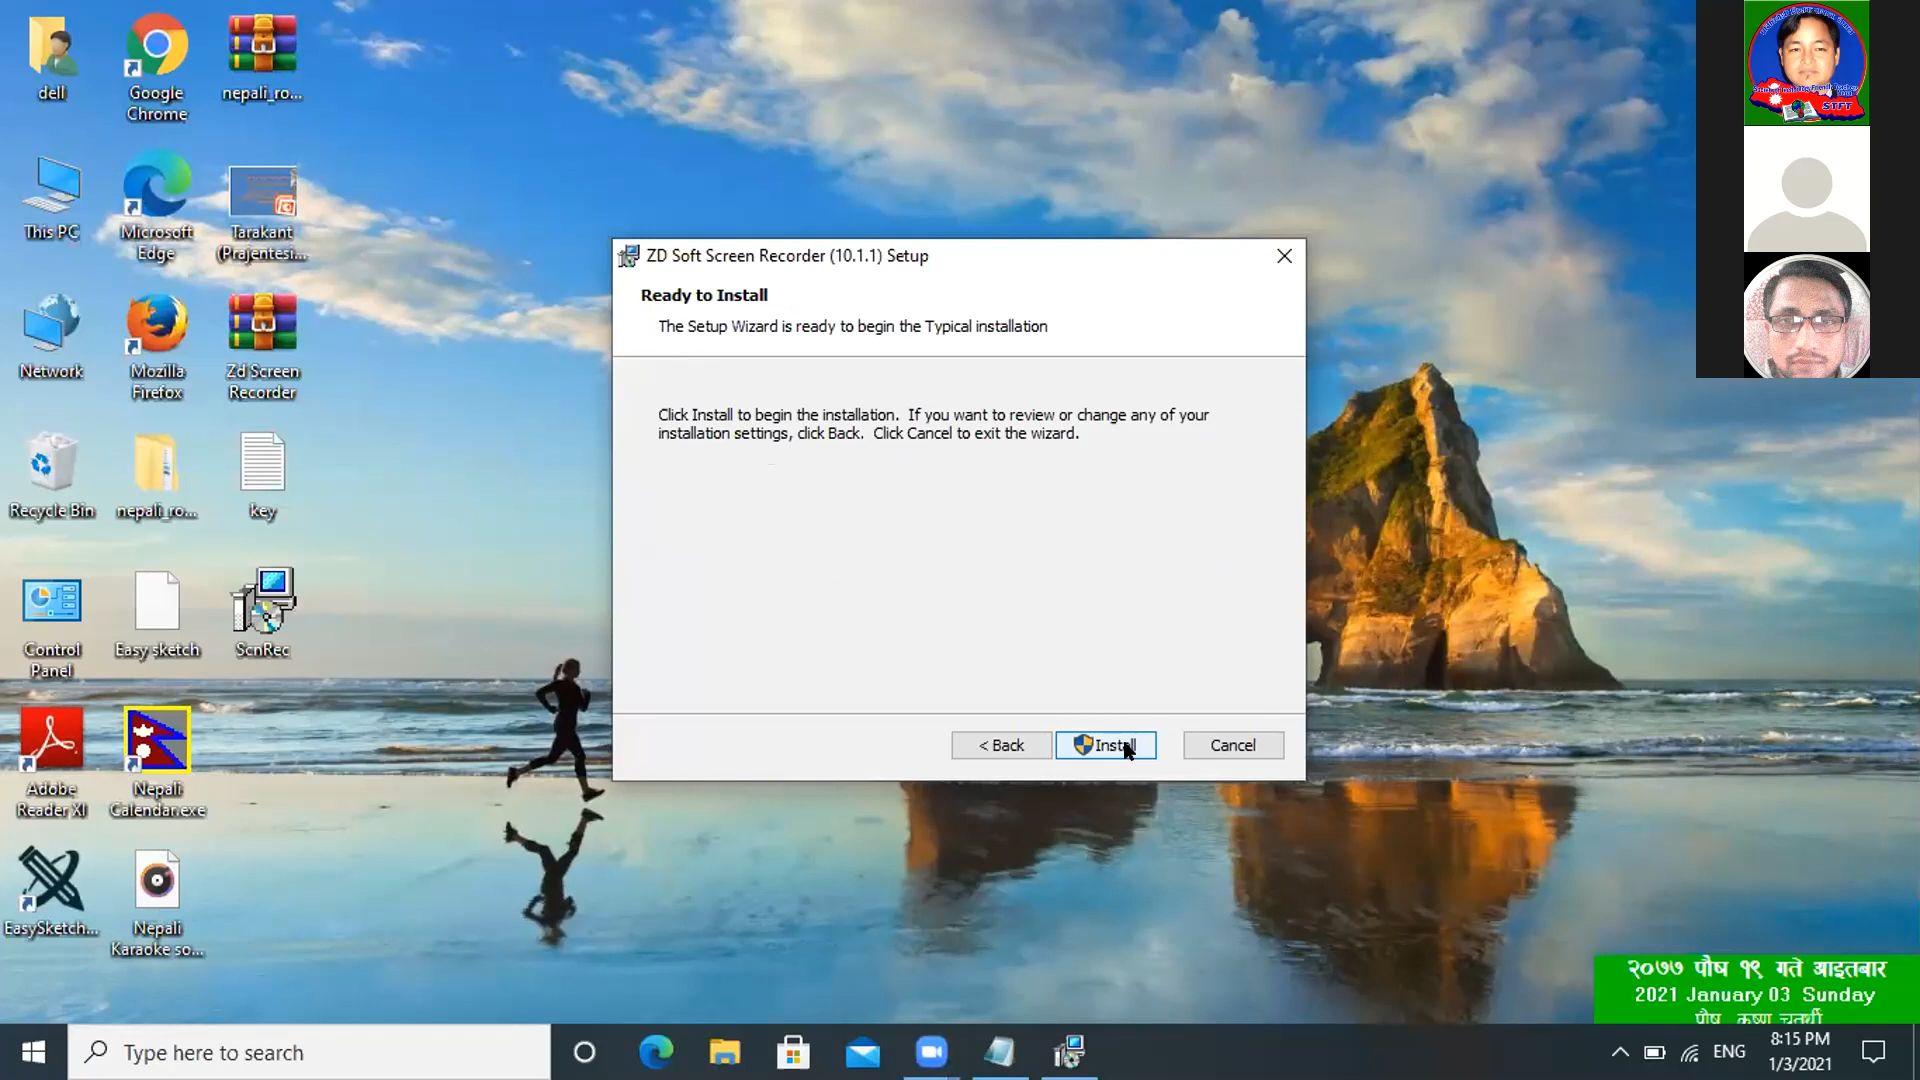 dell
Google
Chrome
nepali_ro...
This PC
Microsoft
Edge
Tarakant
(Prajentesi...
Network
Mozilla
Firefox
Zd Screen
Recorder
Recycle Bin
nepali_ro...
key
Control
Panel
Easy sketch
ScnRec
Adobe
Reader XI
Nepali
Calendar.exe
EasySketch...
Nepali
Karaoke so...
ZD Soft Screen Recorder (10.1.1) Setup
Ready to Install
The Setup Wizard is ready to begin the Typical installation
Click Install to begin the installation. If you want to review or change any of your
installation settings, click Back. Click Cancel to exit the wizard.
< Back
Install
Cancel
STFT
२०७७ पौष १९ गते आइतबार
2021 January 03 Sunday
पौष कृष्ण चतुर्थी
Type here to search
ENG
8:15 PM
1/3/2021